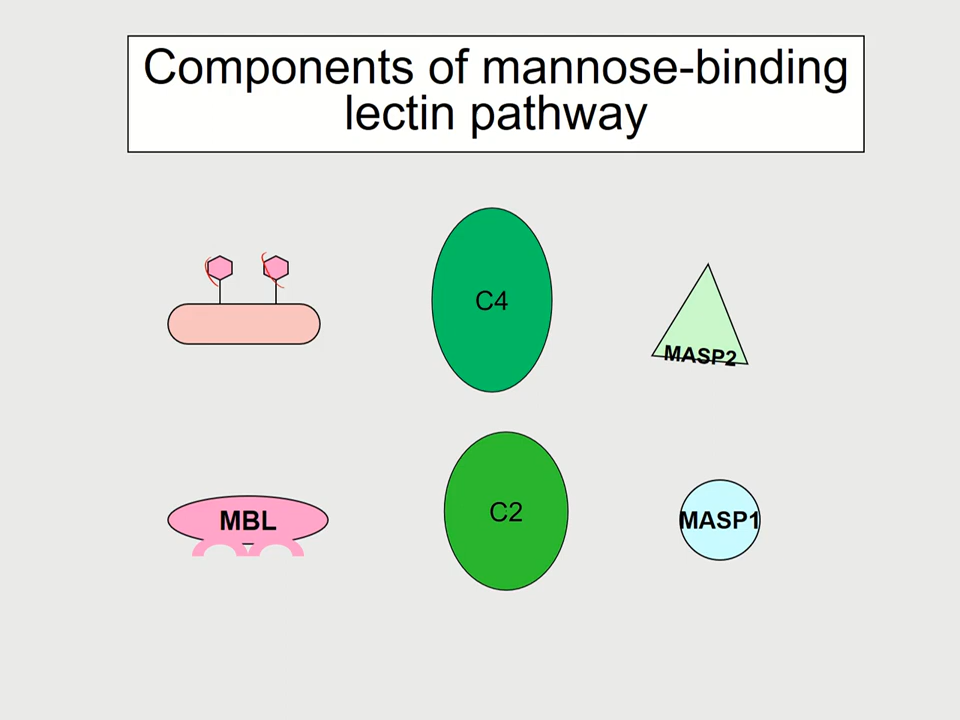 Components of mannose-binding
lectin pathway
C4
MASP2
MBL
C2
MASP1